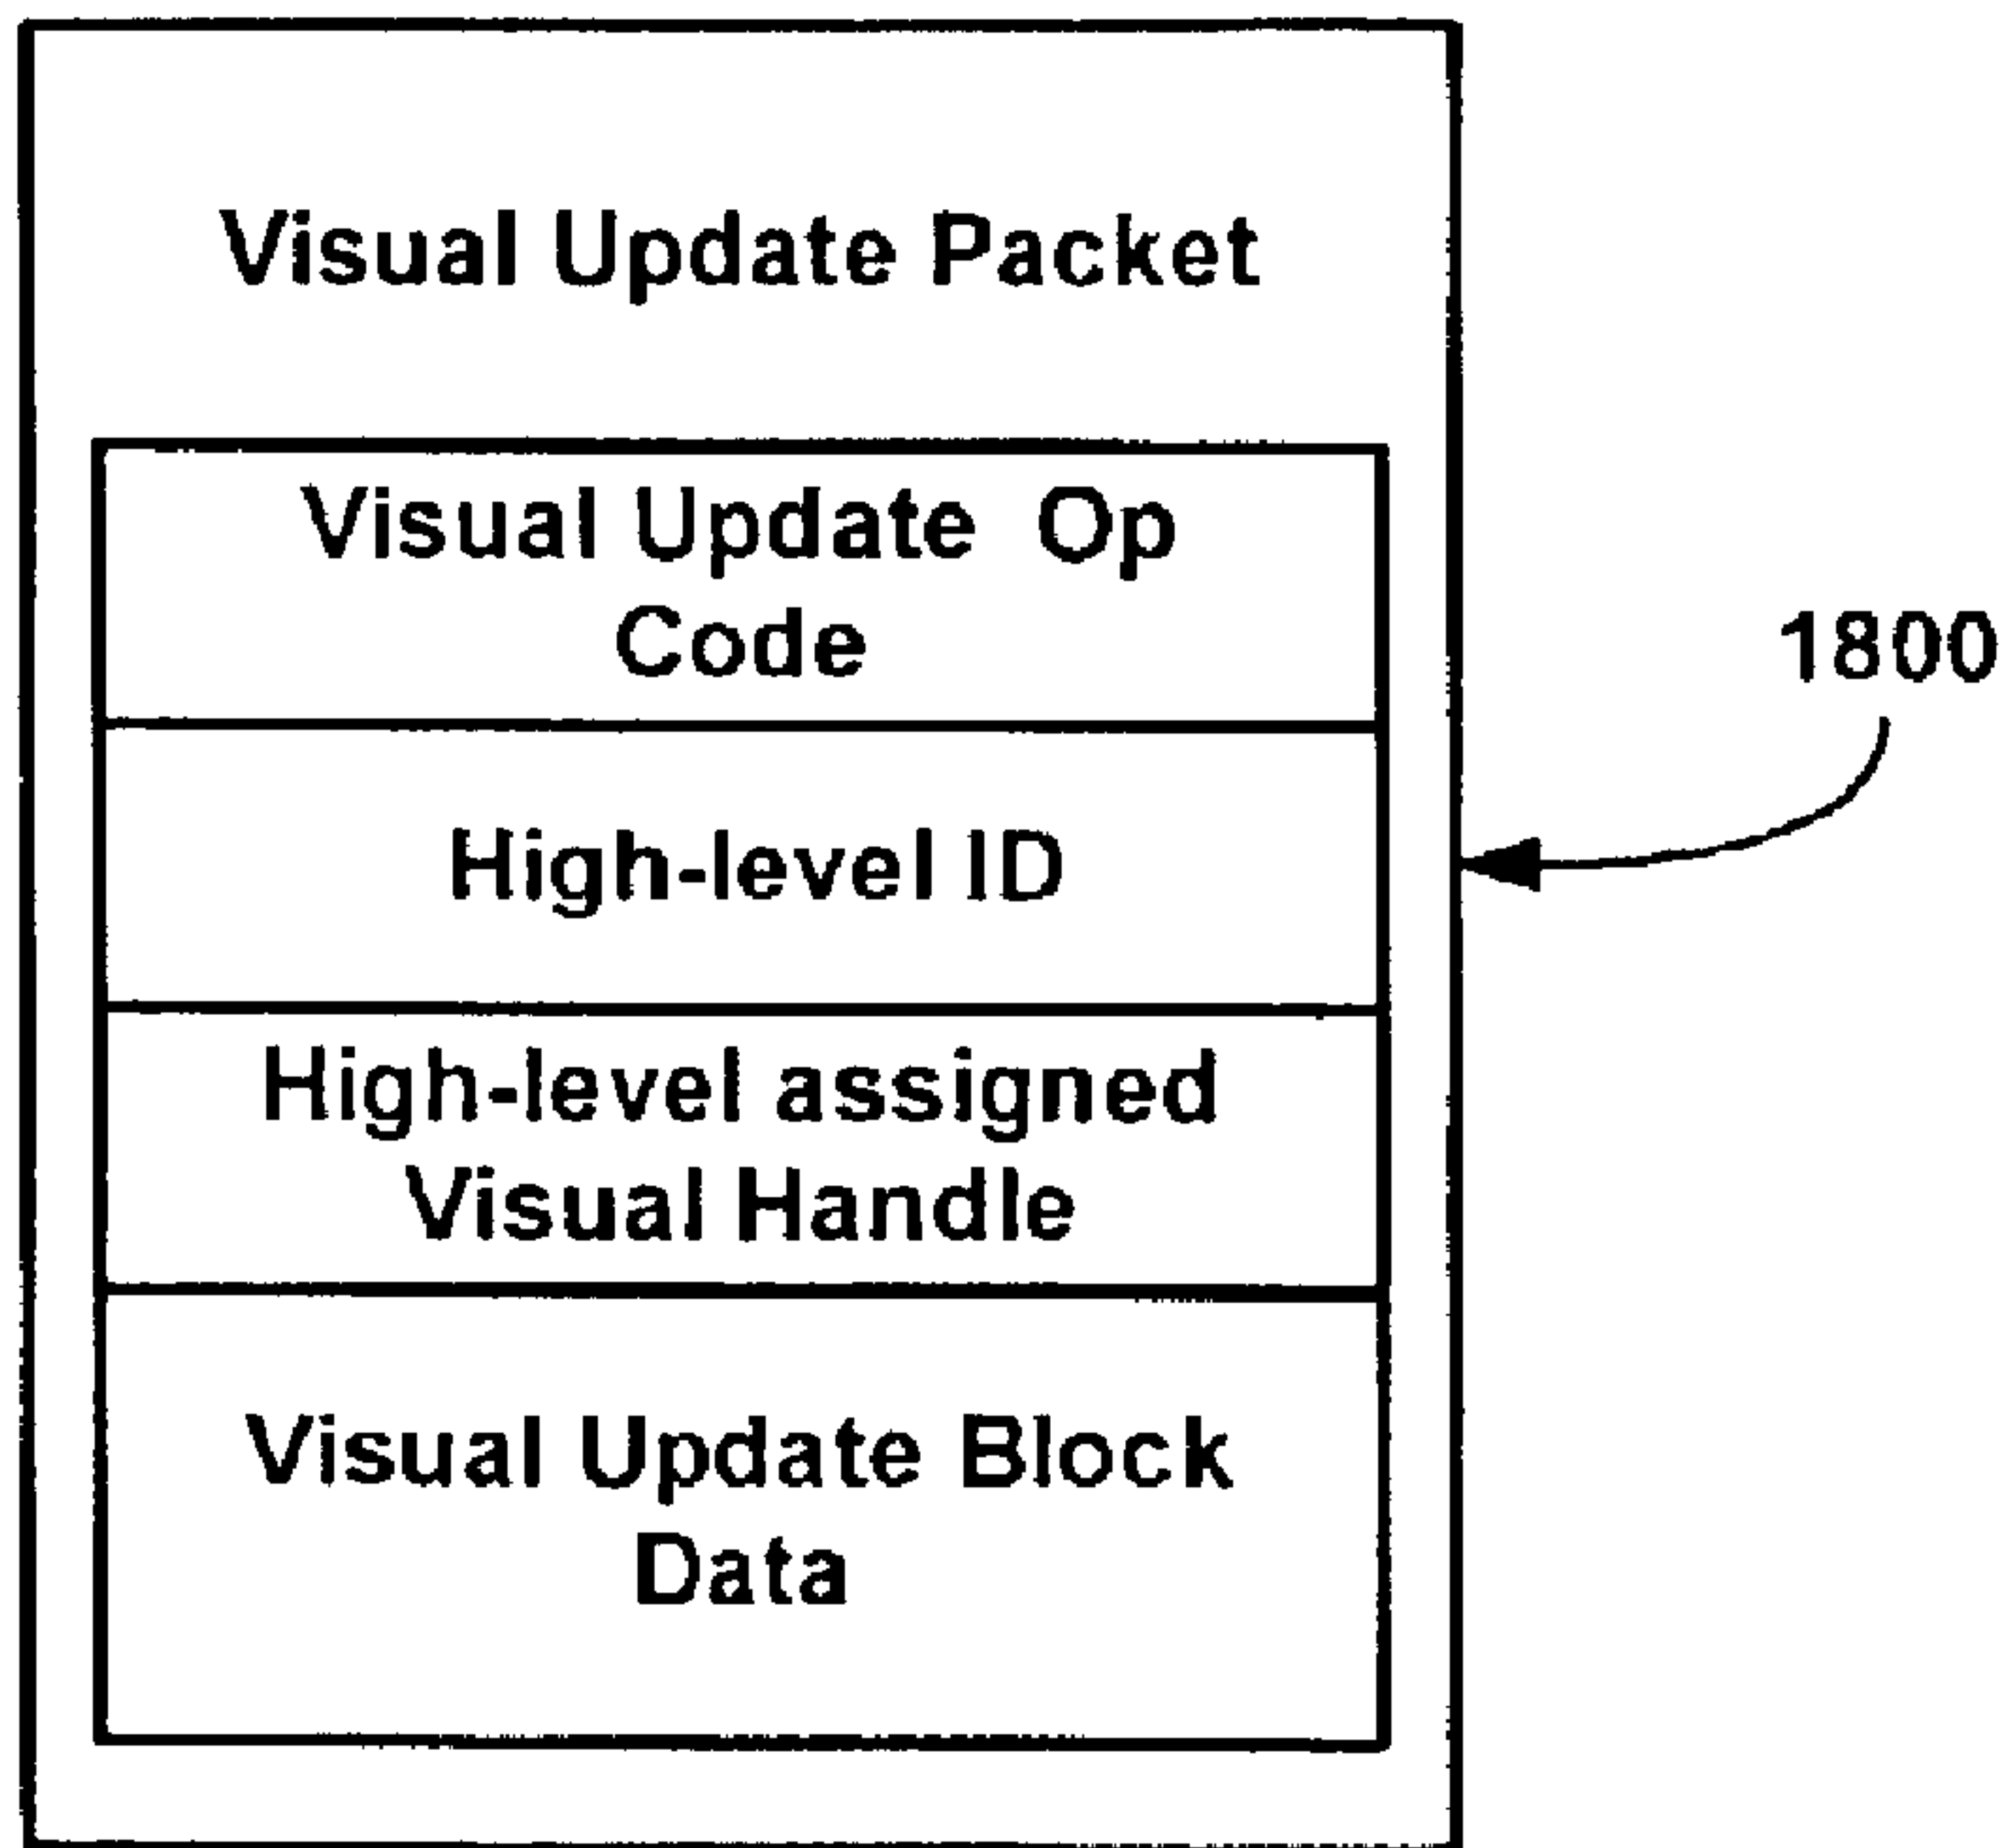 Visual Update Packet
Visual Update Op
Code
High-level ID
High-level assigned
Visual Handle
Visual Update Block
Data
1800